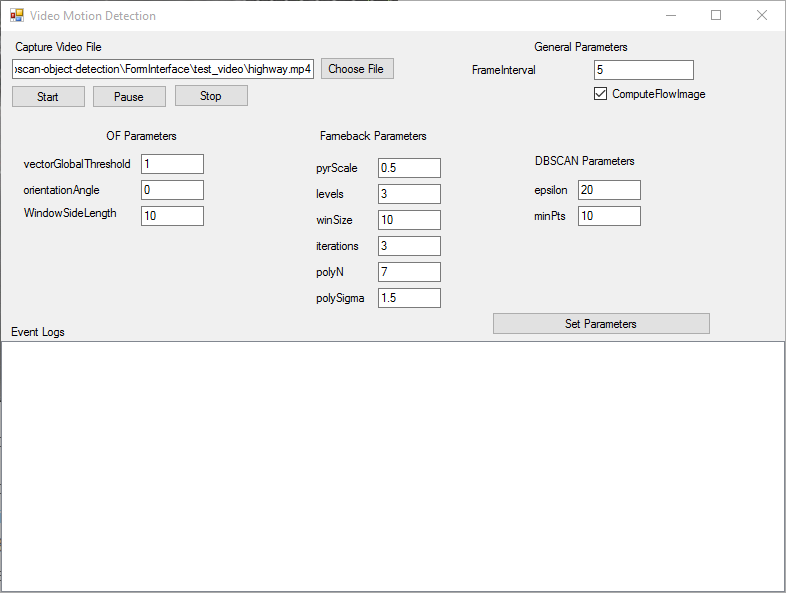 Video Motion Detection
Capture Video File
General Parameters
scan-object-detection\FormInterface\test_video\highway.mp4
Choose File
FrameInterval
5
Start
Pause
Stop
ComputeFlowImage
OF Parameters
Farneback Parameters
DBSCAN Parameters
vectorGlobalThreshold
1
orientationAngle
0
WindowSideLength
10
pyrScale
0.5
levels
3
winSize
10
iterations
3
polyN
7
polySigma
1.5
epsilon
20
minPts
10
Set Parameters
Event Logs